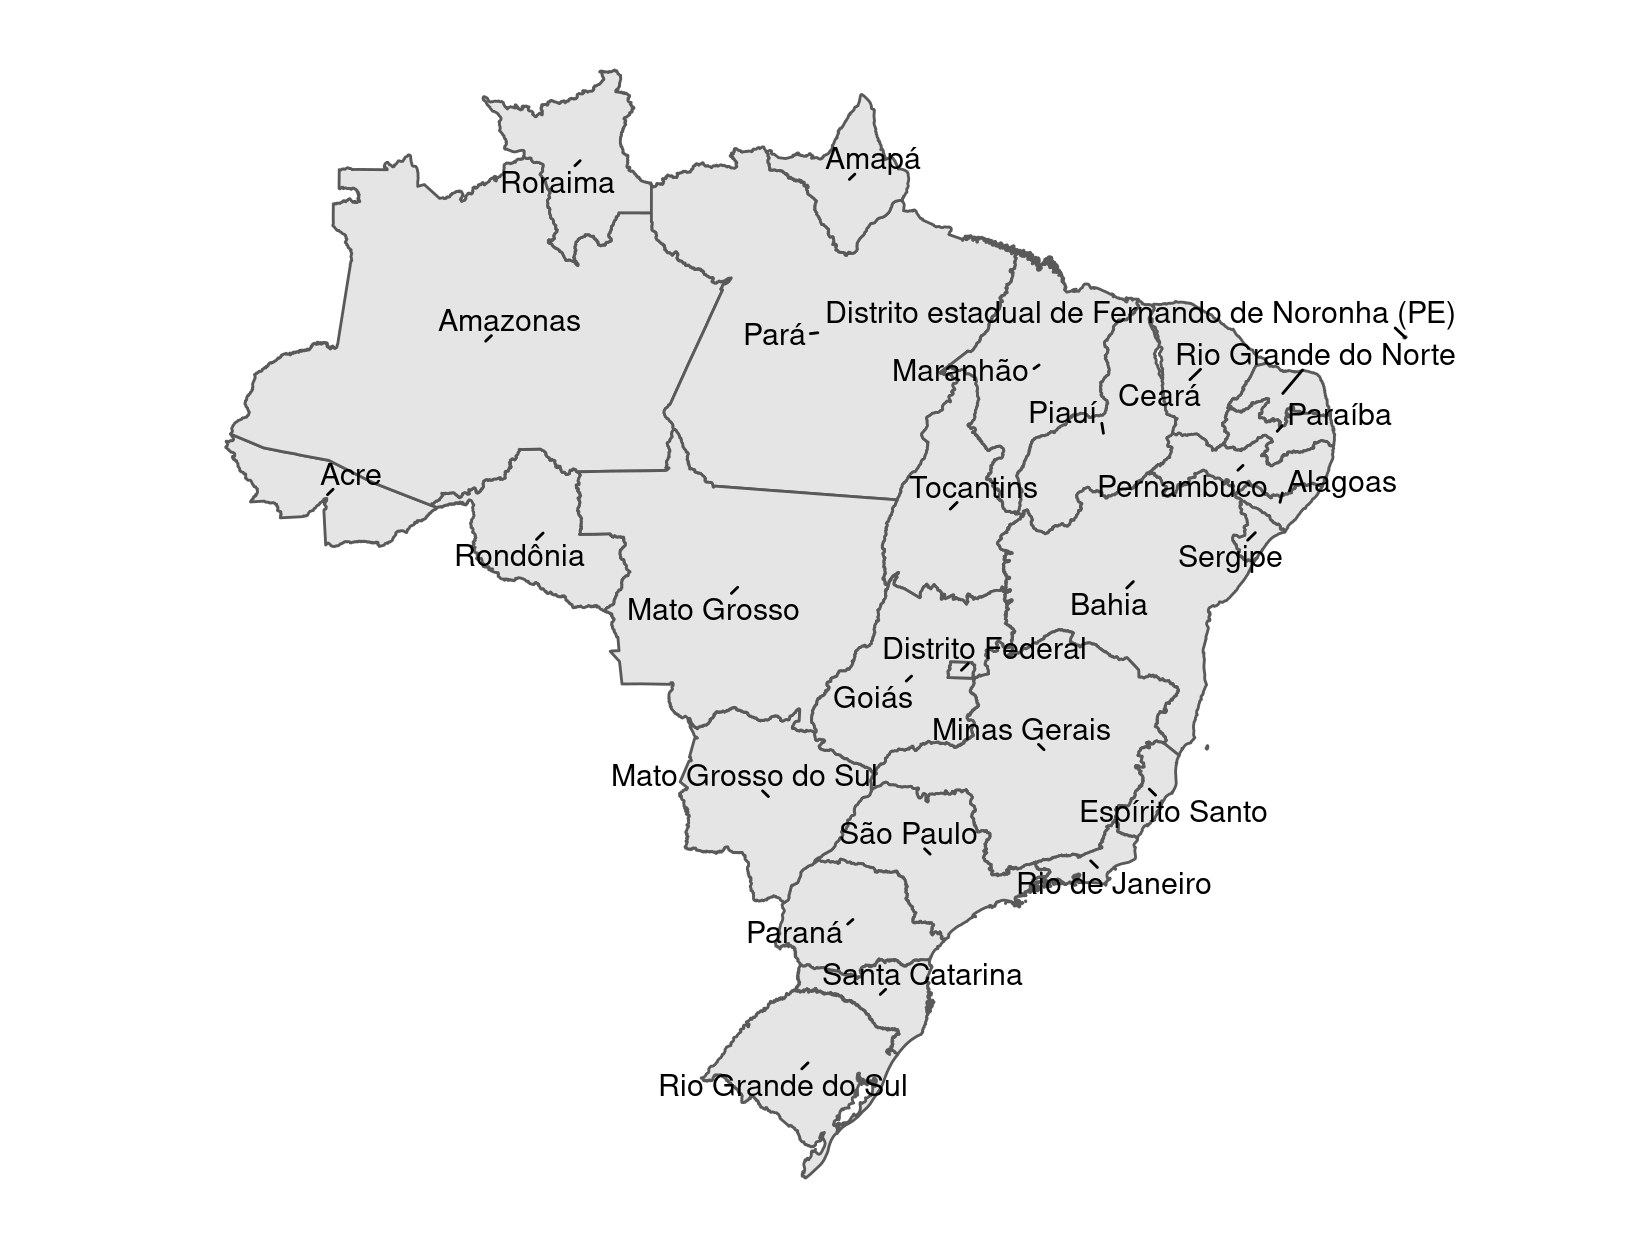 Amapá
Roraima
Distrito estadual de Fernando de Noronha (PE)
Amazonas
Pará
Rio Grande do Norte
Maranhão
Ceará
Piauí
Paraíba
Acre
Tocantins
Pernambuco
Alagoas
Rondônia
Sergipe
Mato Grosso
Bahia
Distrito Federal
Goiás
Minas Gerais
Mato Grosso do Sul
Espírito Santo
São Paulo
Rio de Janeiro
Paraná
Santa Catarina
Rio Grande do Sul